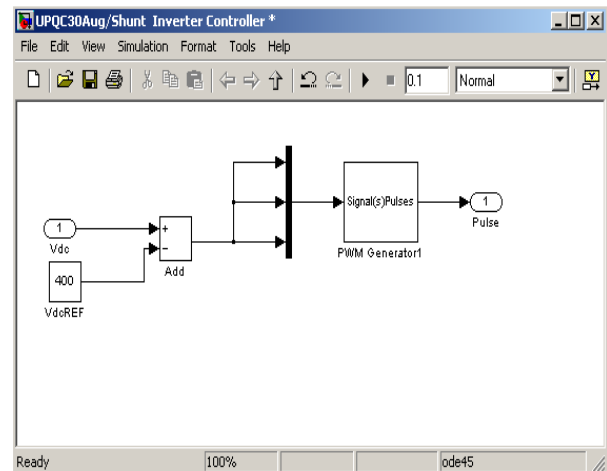 UPQC30Aug/Shunt Inverter Controller *
File Edit View Simulation Format Tools Help
0.1 Normal
1
Vdc
400
VdcREF
+
−
Add
Signal(s)Pulses
PWM Generator1
1
Pulse
Ready 100% ode45